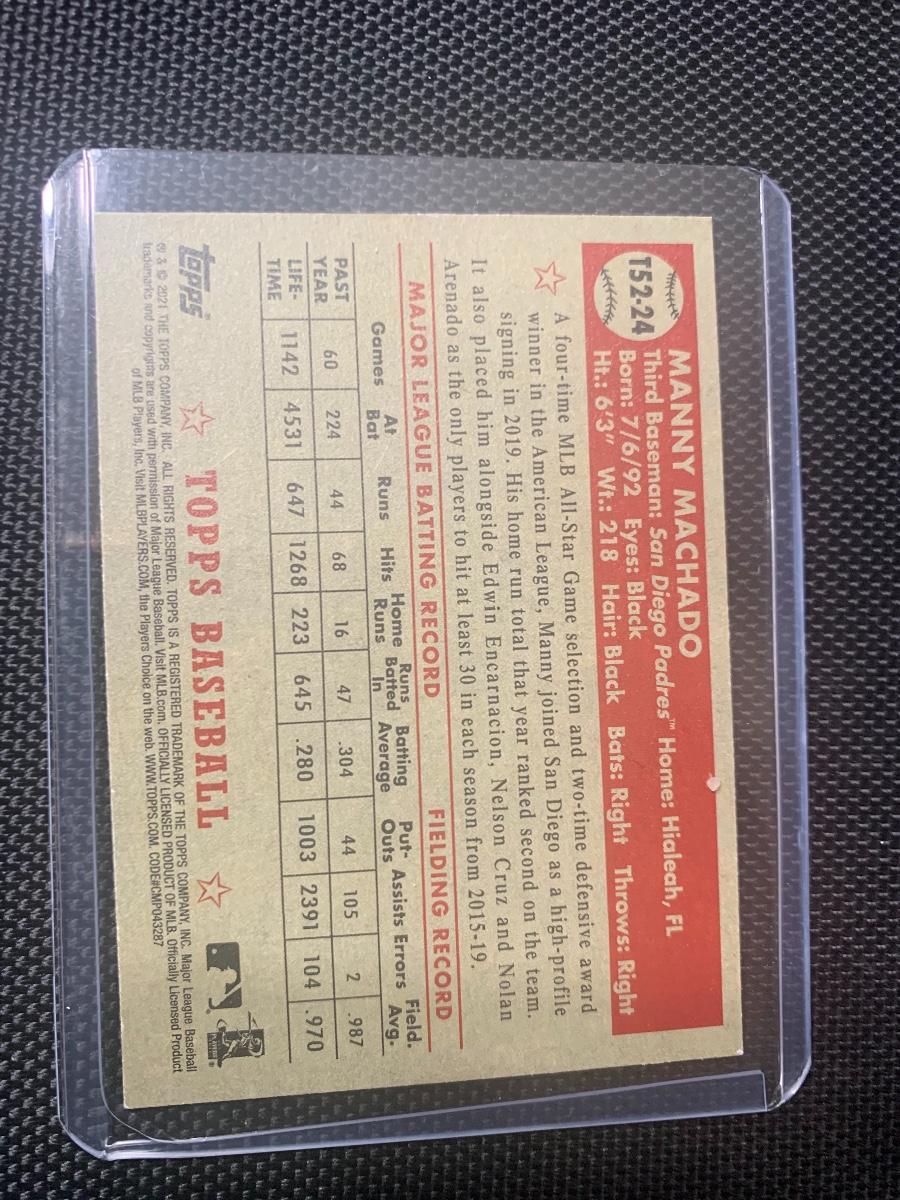 T52-24
MANNY MACHADO
Third Baseman: San Diego Padres™ Home: Hialeah, FL
Born: 7/6/92 Eyes: Black
Ht.: 6'3" Wt.: 218 Hair: Black Bats: Right Throws: Right
A four-time MLB All-Star Game selection and two-time defensive award
winner in the American League, Manny joined San Diego as a high-profile
signing in 2019. His home run total that year ranked second on the team.
It also placed him alongside Edwin Encarnacion, Nelson Cruz and Nolan
Arenado as the only players to hit at least 30 in each season from 2015-19.
MAJOR LEAGUE BATTING RECORD FIELDING RECORD
Games At Bat Runs Hits Home Runs Runs Batted In Batting Average Put-Outs Assists Errors Field. Avg.
PAST YEAR 60 224 44 68 16 47 .304 44 105 2 .987
LIFE-TIME 1142 4531 647 1268 223 645 .280 1003 2391 104 .970
Topps TOPPS BASEBALL
® & © 2021 THE TOPPS COMPANY, INC. ALL RIGHTS RESERVED. TOPPS IS A REGISTERED TRADEMARK OF THE TOPPS COMPANY, INC. Major League Baseball
trademarks and copyrights are used with permission of Major League Baseball. Visit MLB.com. OFFICIALLY LICENSED PRODUCT OF MLB. Officially Licensed Product
of MLB Players, Inc. Visit MLBPLAYERS.COM, the Players Choice on the web. WWW.TOPPS.COM. CODE#CMP043287